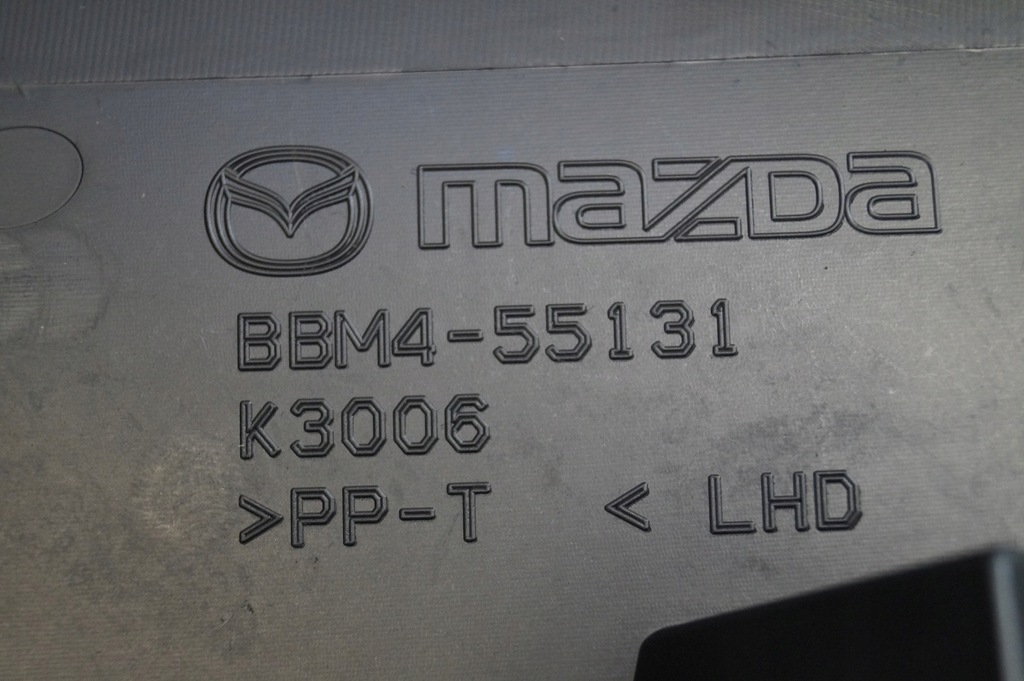 mazda
BBM4-55131
K3006
>PP-T < LHD